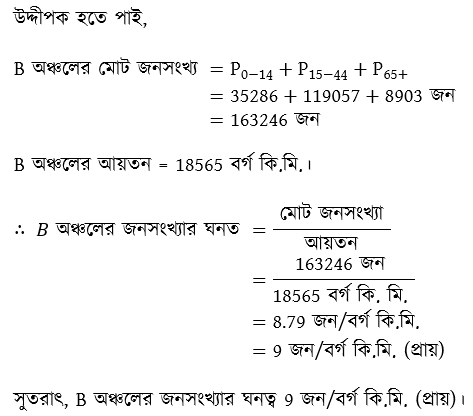 উদ্দীপক হতে পাই,
B অঞ্চলের মোট জনসংখ্য = P₀₋₁₄ + P₁₅₋₄₄ + P₆₅₊
= 35286 + 119057 + 8903 জন
= 163246 জন
B অঞ্চলের আয়তন = 18565 বর্গ কি.মি.।
∴ B অঞ্চলের জনসংখ্যার ঘনত = মোট জনসংখ্যা
আয়তন
= 163246 জন
18565 বর্গ কি. মি.
= 8.79 জন/বর্গ কি.মি.
= 9 জন/বর্গ কি.মি. (প্রায়)
সুতরাৎ, B অঞ্চলের জনসংখ্যার ঘনত্ব 9 জন/বর্গ কি.মি. (প্রায়)।